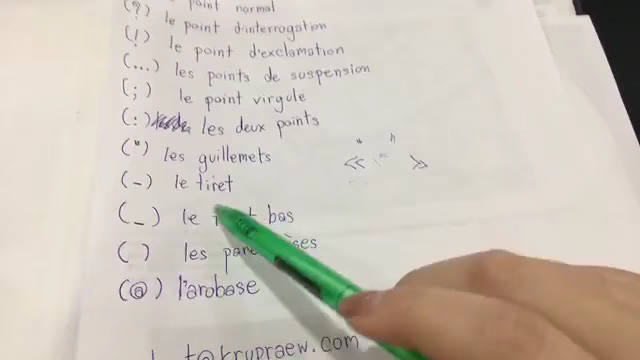 (?) point normal
(!) le point d'interrogation
le point d'exclamation
(...) les points de suspension
(;) le point virgule
(:) les deux points
(") les guillemets " " « »
(-) le tiret
(_) le bas
( ) les
(@) l'arobase
t@krupraew.com